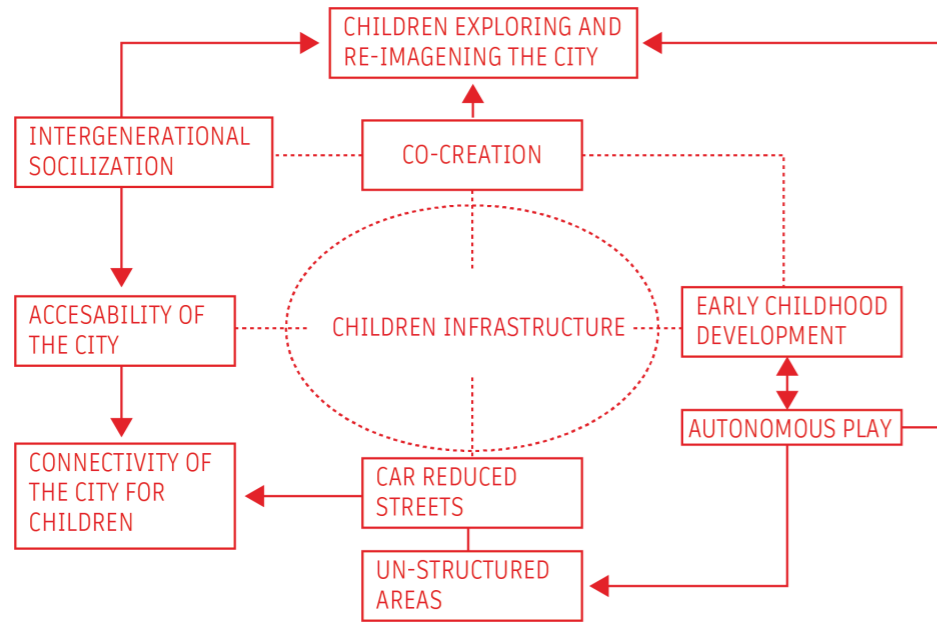 CHILDREN EXPLORING AND
RE-IMAGENING THE CITY
INTERGENERATIONAL
SOCILIZATION
CO-CREATION
ACCESABILITY OF
THE CITY
CHILDREN INFRASTRUCTURE
EARLY CHILDHOOD
DEVELOPMENT
AUTONOMOUS PLAY
CONNECTIVITY OF
THE CITY FOR
CHILDREN
CAR REDUCED
STREETS
UN-STRUCTURED
AREAS